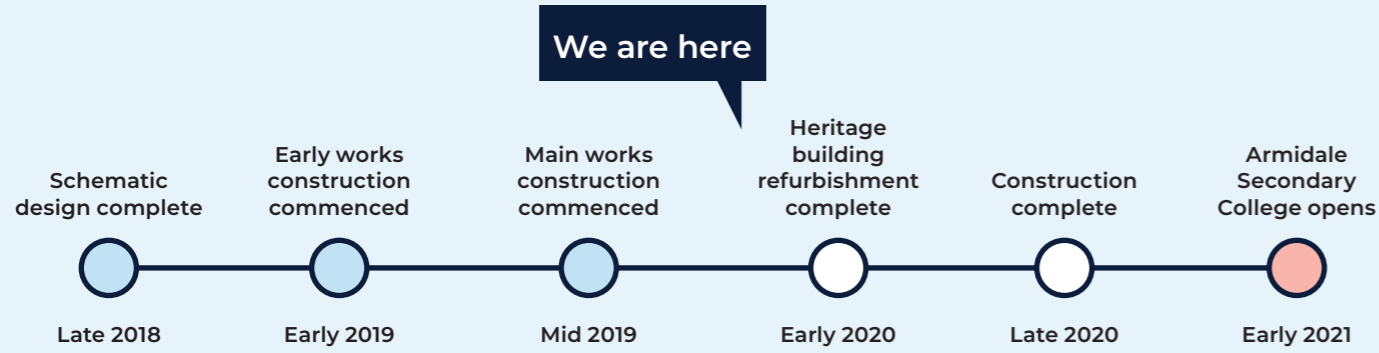 We are here
Schematic
design complete
Early works
construction
commenced
Main works
construction
commenced
Heritage
building
refurbishment
complete
Construction
complete
Armidale
Secondary
College opens
Late 2018
Early 2019
Mid 2019
Early 2020
Late 2020
Early 2021